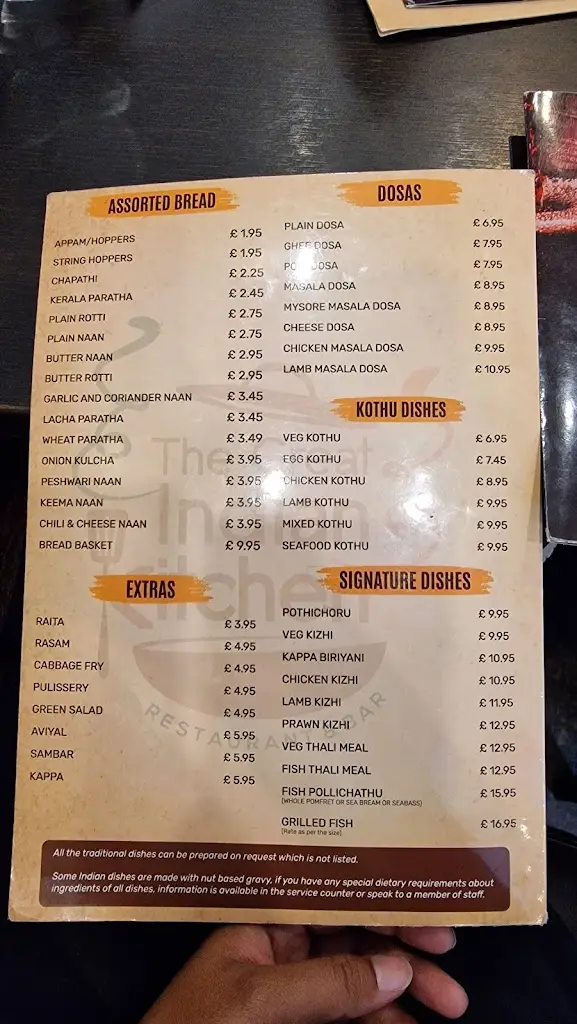 ASSORTED BREAD
APPAM/HOPPERS £ 1.95
STRING HOPPERS £ 1.95
CHAPATHI £ 2.25
KERALA PARATHA £ 2.45
PLAIN ROTTI £ 2.75
PLAIN NAAN £ 2.75
BUTTER NAAN £ 2.95
BUTTER ROTTI £ 2.95
GARLIC AND CORIANDER NAAN £ 3.45
LACHA PARATHA £ 3.45
WHEAT PARATHA £ 3.49
ONION KULCHA £ 3.95
PESHWARI NAAN £ 3.95
KEEMA NAAN £ 3.95
CHILI & CHEESE NAAN £ 3.95
BREAD BASKET £ 9.95
EXTRAS
RAITA £ 3.95
RASAM £ 4.95
CABBAGE FRY £ 4.95
PULISSERY £ 4.95
GREEN SALAD £ 4.95
AVIYAL £ 5.95
SAMBAR £ 5.95
KAPPA £ 5.95
DOSAS
PLAIN DOSA £ 6.95
GHEE DOSA £ 7.95
DOSA £ 7.95
MASALA DOSA £ 8.95
MYSORE MASALA DOSA £ 8.95
CHEESE DOSA £ 8.95
CHICKEN MASALA DOSA £ 9.95
LAMB MASALA DOSA £ 10.95
KOTHU DISHES
VEG KOTHU £ 6.95
EGG KOTHU £ 7.45
CHICKEN KOTHU £ 8.95
LAMB KOTHU £ 9.95
MIXED KOTHU £ 9.95
SEAFOOD KOTHU £ 9.95
SIGNATURE DISHES
POTHICHORU £ 9.95
VEG KIZHI £ 9.95
KAPPA BIRIYANI £ 10.95
CHICKEN KIZHI £ 10.95
LAMB KIZHI £ 11.95
PRAWN KIZHI £ 12.95
VEG THALI MEAL £ 12.95
FISH THALI MEAL £ 12.95
FISH POLLICHATHU £ 15.95
(WHOLE POMFRET OR SEA BREAM OR SEABASS)
GRILLED FISH £ 16.95
(Rate as per the size)
The Great
Indian
Kitchen
RESTAURANT & BAR
All the traditional dishes can be prepared on request which is not listed.
Some Indian dishes are made with nut based gravy, if you have any special dietary requirements about
ingredients of all dishes, information is available in the service counter or speak to a member of staff.